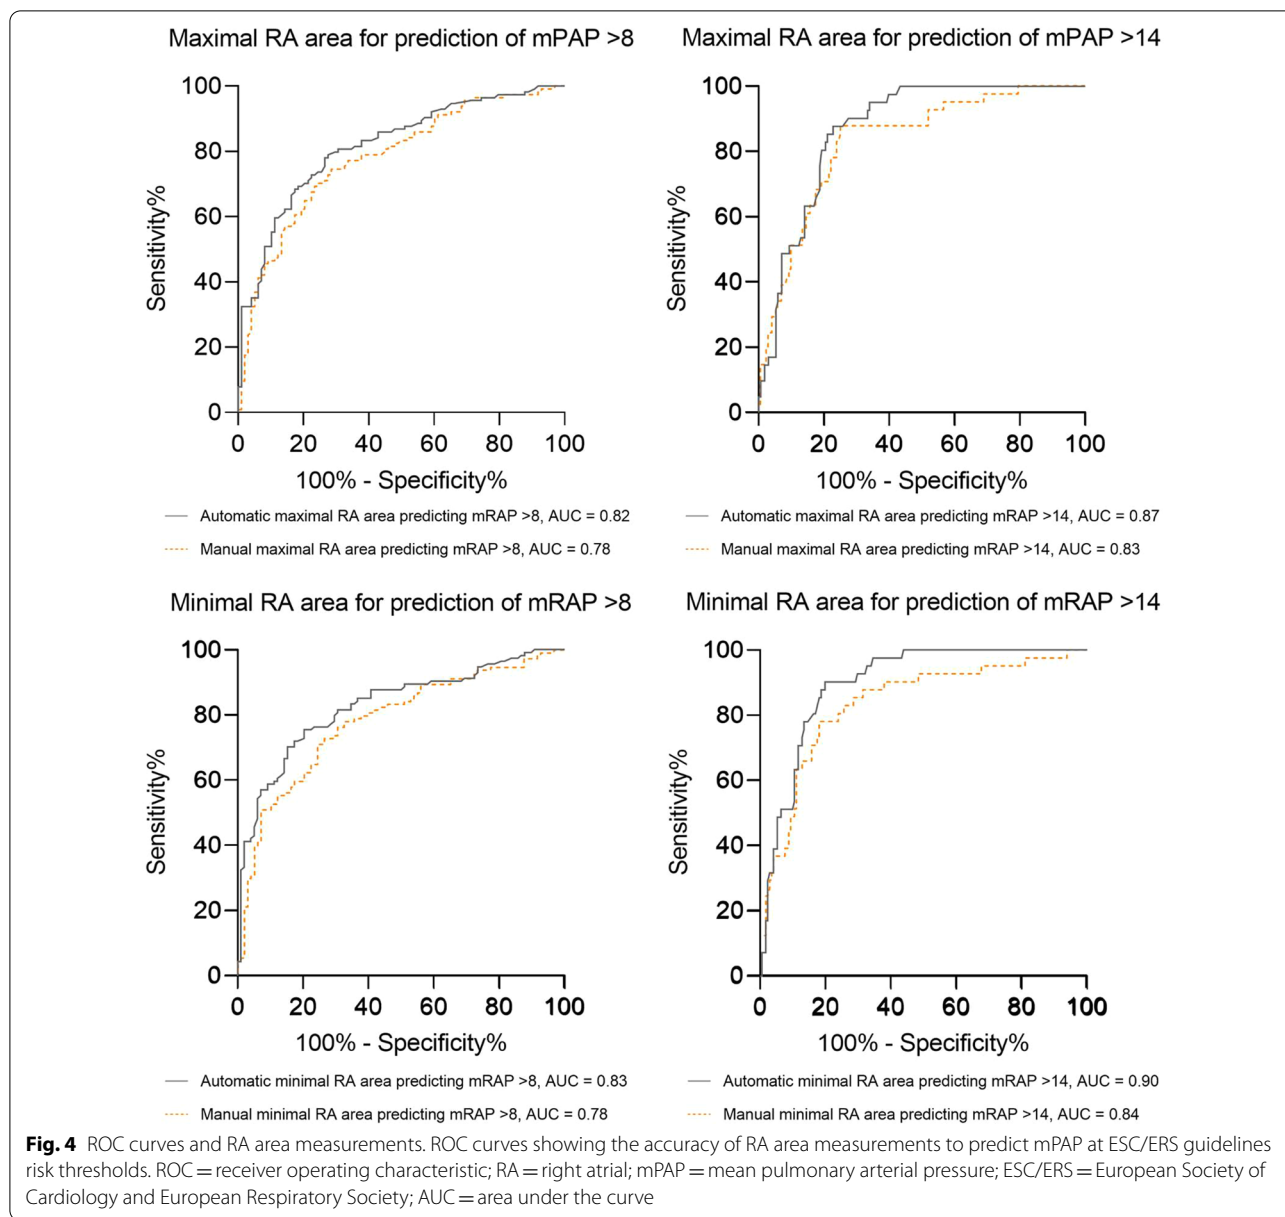 Maximal RA area for prediction of mPAP >8
100
80
60
40
20
0
Sensitivity%
0 20 40 60 80 100
100% - Specificity%
Automatic maximal RA area predicting mRAP >8, AUC = 0.82
Manual maximal RA area predicting mRAP >8, AUC = 0.78
Maximal RA area for prediction of mPAP >14
100
80
60
40
20
0
Sensitivity%
0 20 40 60 80 100
100% - Specificity%
Automatic maximal RA area predicting mRAP >14, AUC = 0.87
Manual maximal RA area predicting mRAP >14, AUC = 0.83
Minimal RA area for prediction of mRAP >8
100
80
60
40
20
0
Sensitivity%
0 20 40 60 80 100
100% - Specificity%
Automatic minimal RA area predicting mRAP >8, AUC = 0.83
Manual minimal RA area predicting mRAP >8, AUC = 0.78
Minimal RA area for prediction of mRAP >14
100
80
60
40
20
0
Sensitivity%
0 20 40 60 80 100
100% - Specificity%
Automatic minimal RA area predicting mRAP >14, AUC = 0.90
Manual minimal RA area predicting mRAP >14, AUC = 0.84
Fig. 4 ROC curves and RA area measurements. ROC curves showing the accuracy of RA area measurements to predict mPAP at ESC/ERS guidelines
risk thresholds. ROC = receiver operating characteristic; RA = right atrial; mPAP = mean pulmonary arterial pressure; ESC/ERS = European Society of
Cardiology and European Respiratory Society; AUC = area under the curve